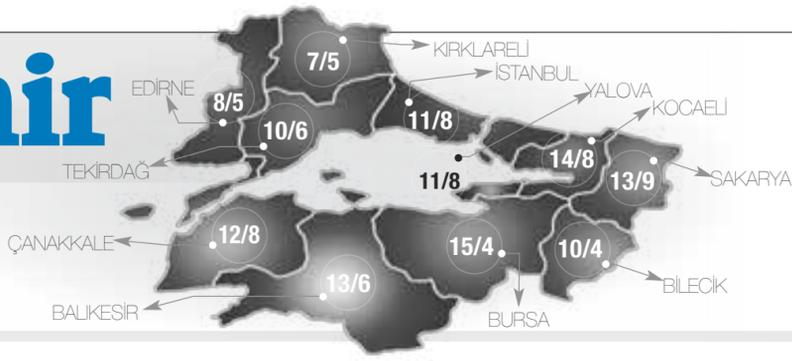 KIRKLARELİ
7/5
İSTANBUL
EDİRNE
YALOVA
8/5
KOCAELİ
11/8
10/6
14/8
TEKİRDAĞ
11/8
13/9
SAKARYA
ÇANAKKALE
12/8
15/4
10/4
13/6
BİLECİK
BALIKESİR
BURSA